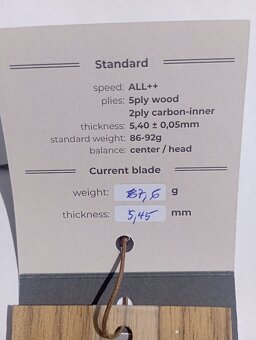 Standard
speed: ALL++
plies: 5ply wood
2ply carbon-inner
thickness: 5,40 ± 0,05mm
standard weight: 86-92g
balance: center / head
Current blade
weight: 87,6 g
thickness: 5,45 mm